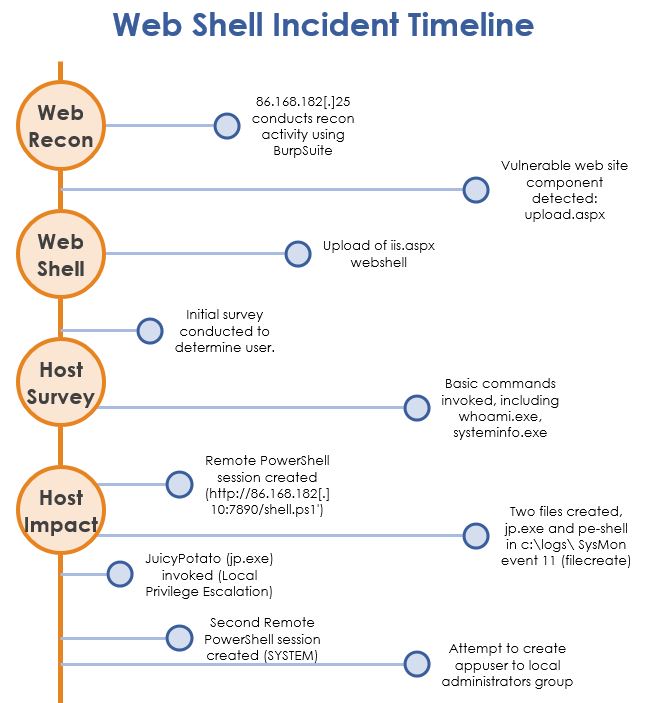 Web Shell Incident Timeline
Web
Recon
86.168.182[.]25
conducts recon
activity using
BurpSuite
Vulnerable web site
component
detected:
upload.aspx
Web
Shell
Upload of iis.aspx
webshell
Initial survey
conducted to
determine user.
Host
Survey
Basic commands
invoked, including
whoami.exe,
systeminfo.exe
Host
Impact
Remote PowerShell
session created
(http://86.168.182[.]
10:7890/shell.ps1')
Two files created,
jp.exe and pe-shell
in c:\logs\ SysMon
event 11 (filecreate)
JuicyPotato (jp.exe)
invoked (Local
Privilege Escalation)
Second Remote
PowerShell session
created (SYSTEM)
Attempt to create
appuser to local
administrators group